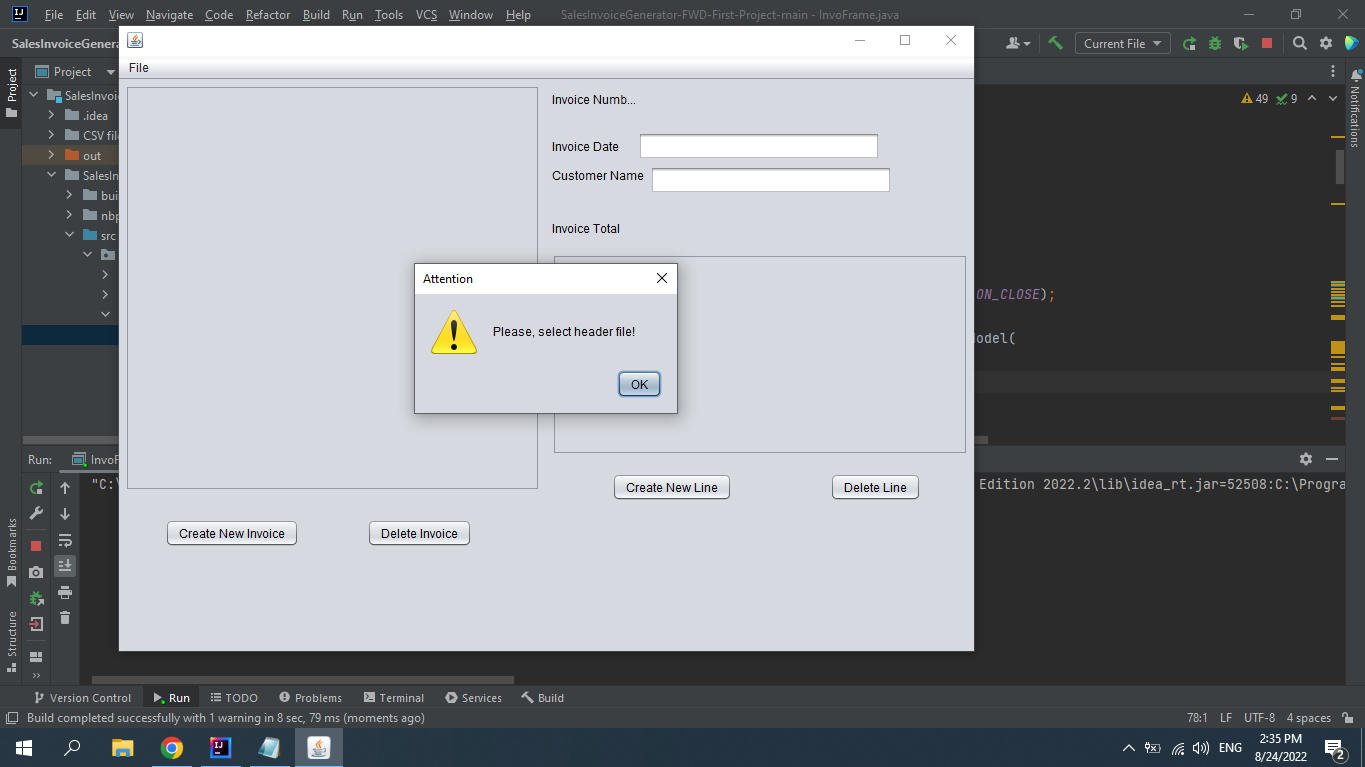 File Edit View Navigate Code Refactor Build Run Tools VCS Window Help SalesInvoiceGenerator-FWD-First-Project-main - InvoFrame.java
SalesInvoiceGenera
Current File
Project
Project
SalesInvoic
.idea
CSV file
out
SalesIn
bui
nbp
src
File
Invoice Numb...
Invoice Date
Customer Name
Invoice Total
Attention
Please, select header file!
OK
Create New Line
Delete Line
Create New Invoice
Delete Invoice
49 9
Notifications
ON_CLOSE);
odel(
Run: InvoF
"C:\
Edition 2022.2\lib\idea_rt.jar=52508:C:\Progra
Bookmarks
Structure
Version Control Run TODO Problems Terminal Services Build
Build completed successfully with 1 warning in 8 sec, 79 ms (moments ago)
78:1 LF UTF-8 4 spaces
ENG
2:35 PM
8/24/2022
2